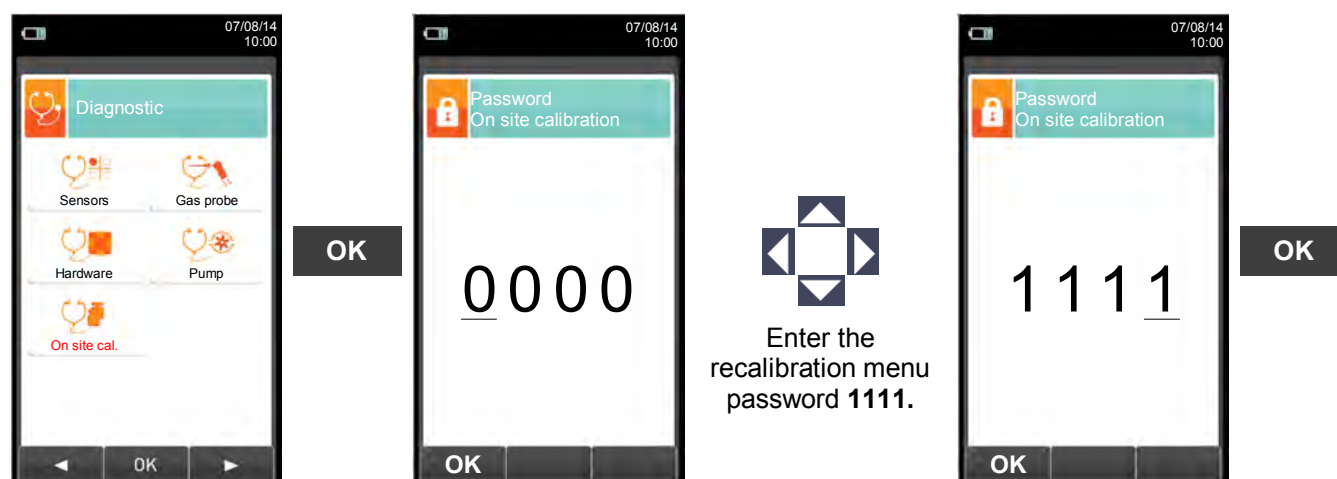 07/08/14
10:00
Diagnostic
Sensors
Gas probe
Hardware
Pump
On site cal.
OK
OK
07/08/14
10:00
Password
On site calibration
0000
OK
Enter the
recalibration menu
password 1111.
07/08/14
10:00
Password
On site calibration
1111
OK
OK